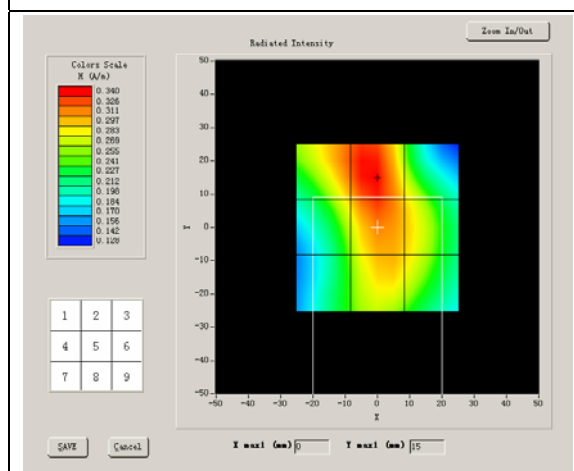 Zoom In/Out
Radiated Intensity
Colors Scale
H (A/m)
0.340
0.326
0.311
0.297
0.283
0.269
0.255
0.241
0.227
0.212
0.198
0.184
0.170
0.156
0.142
0.128
50
40
30
20
10
Y
0
-10
-20
-30
-40
-50
-50 -40 -30 -20 -10 0 10 20 30 40 50
X
1 2 3
4 5 6
7 8 9
SAVE Cancel
X max1 (mm) 0 Y max1 (mm) 15